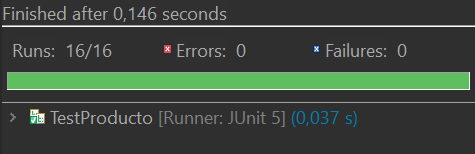 Finished after 0,146 seconds
Runs: 16/16 Errors: 0 Failures: 0
TestProducto [Runner: JUnit 5] (0,037 s)